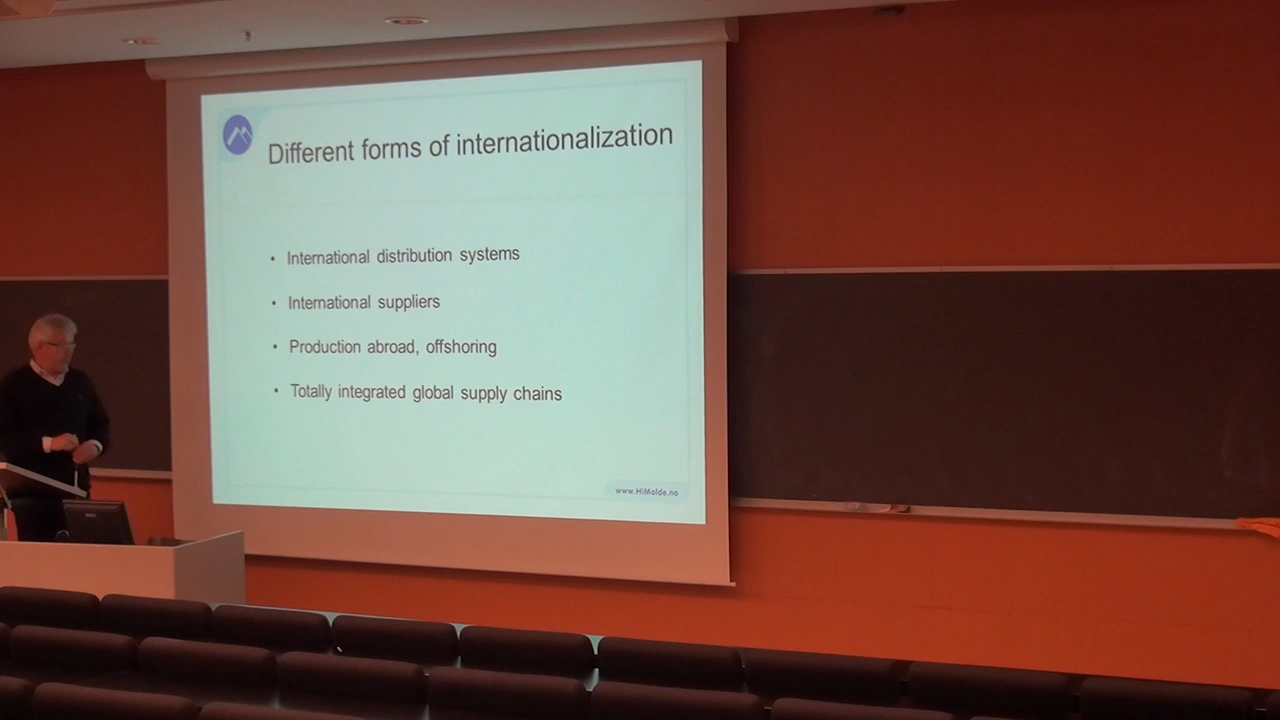 Different forms of internationalization
• International distribution systems
• International suppliers
• Production abroad, offshoring
• Totally integrated global supply chains
www.HiMolde.no